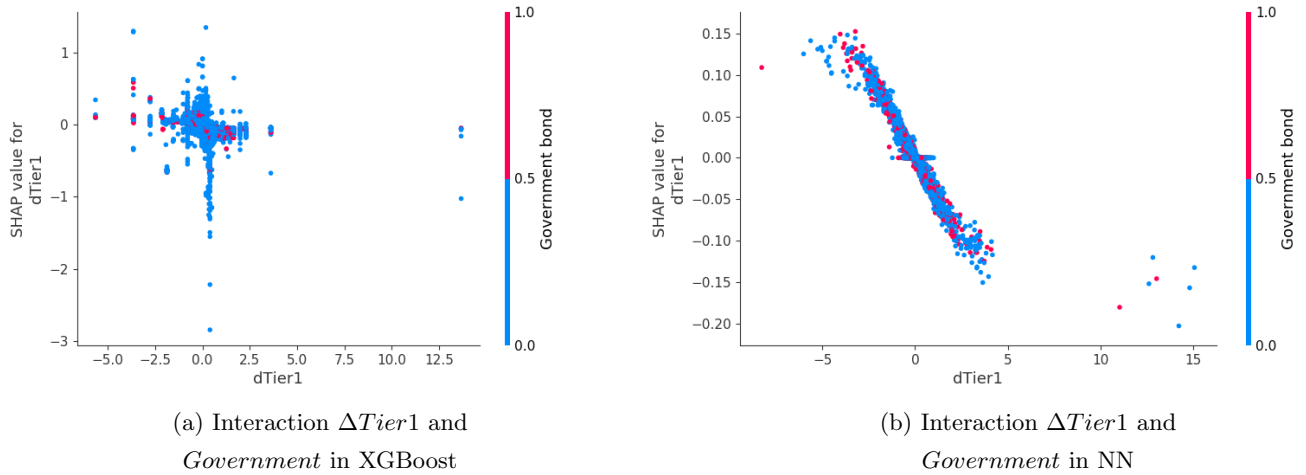 1.0
0.5
0.0
Government bond
1
0
−1
−2
−3
SHAP value for
dTier1
−5.0
−2.5
0.0
2.5
5.0
7.5
10.0
12.5
dTier1
(a) Interaction ΔTier1 and
Government in XGBoost
1.0
0.5
0.0
Government bond
0.15
0.10
0.05
0.00
−0.05
−0.10
−0.15
−0.20
SHAP value for
dTier1
−5
0
5
10
15
dTier1
(b) Interaction ΔTier1 and
Government in NN